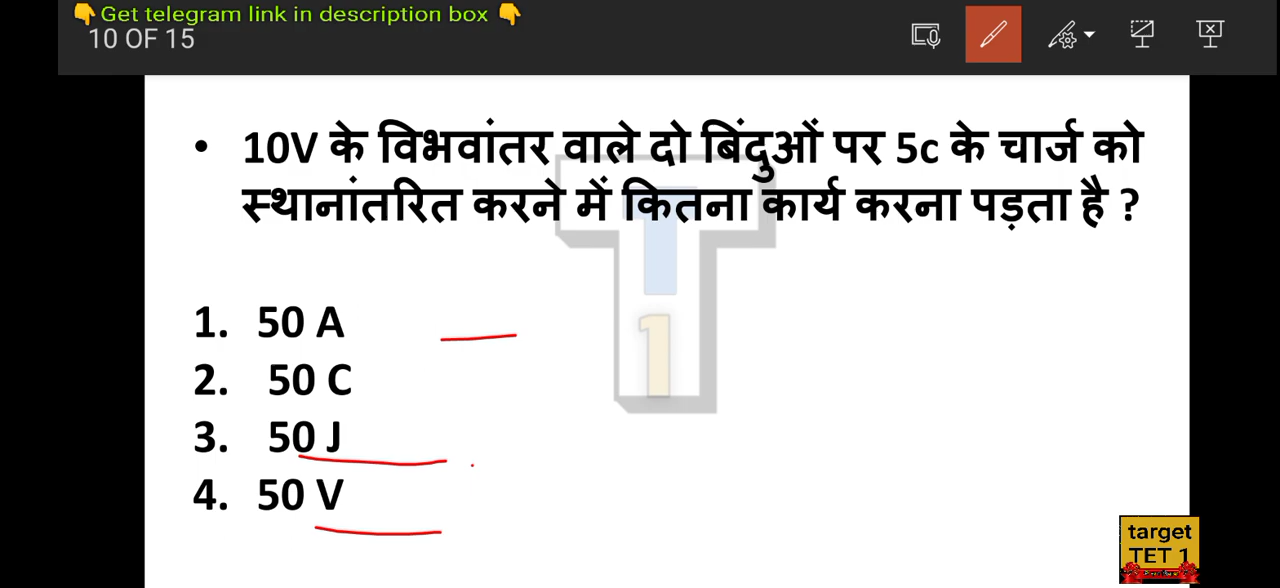 👇Get telegram link in description box 👇
10 OF 15
• 10V के विभवांतर वाले दो बिंदुओं पर 5c के चार्ज को
स्थानांतरित करने में कितना कार्य करना पड़ता है ?
T
1
1. 50 A
2. 50 C
3. 50 J
4. 50 V
target
TET 1